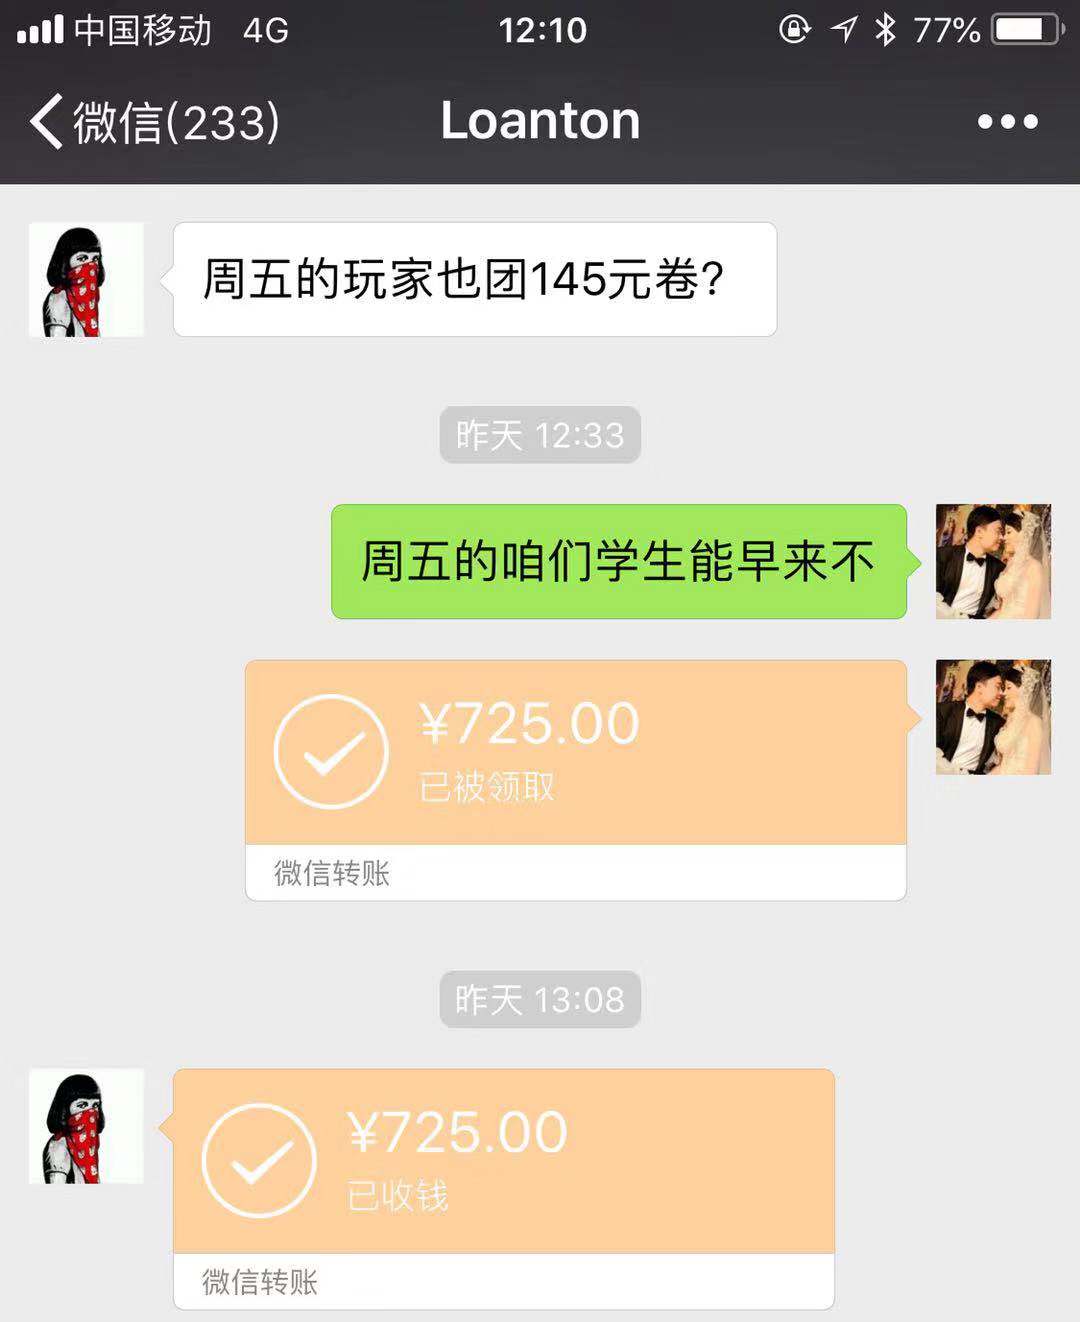 中国移动 4G 12:10 77%
微信(233) Loanton
周五的玩家也团145元卷?
昨天 12:33
周五的咱们学生能早来不
¥725.00
已被领取
微信转账
昨天 13:08
¥725.00
已收钱
微信转账